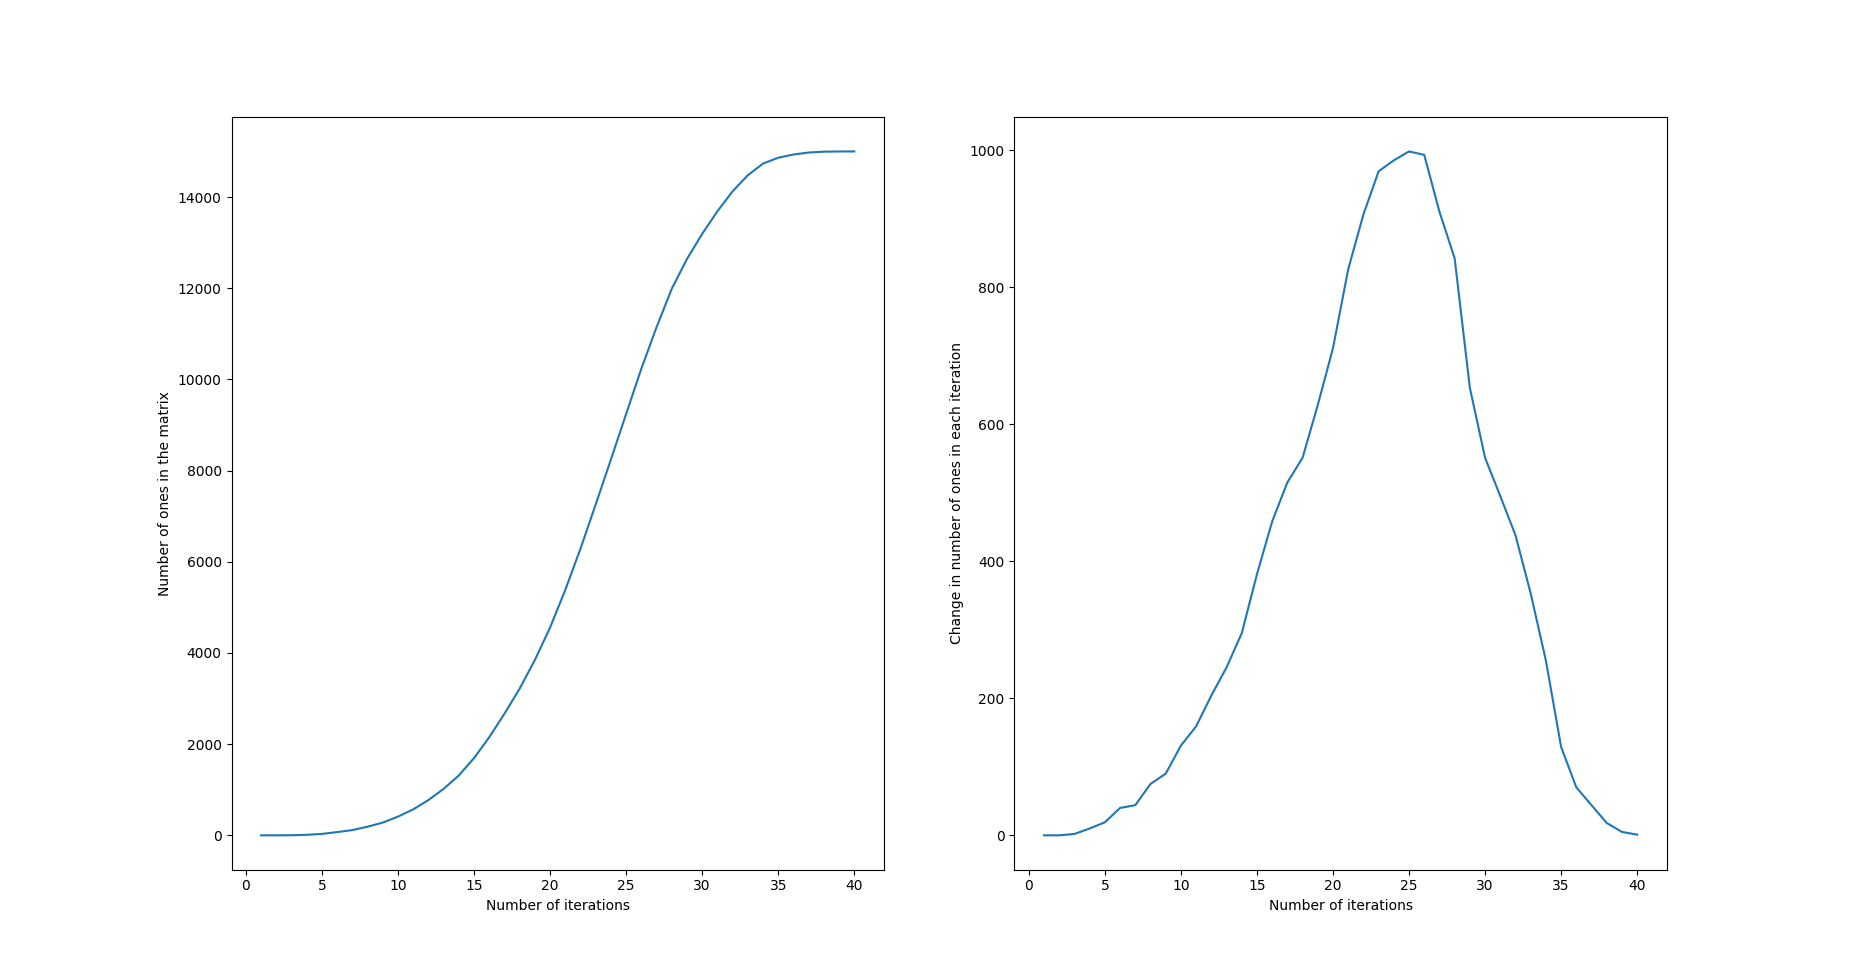 Number of ones in the matrix
14000
12000
10000
8000
6000
4000
2000
0
0 5 10 15 20 25 30 35 40
Number of iterations
Change in number of ones in each iteration
1000
800
600
400
200
0
0 5 10 15 20 25 30 35 40
Number of iterations